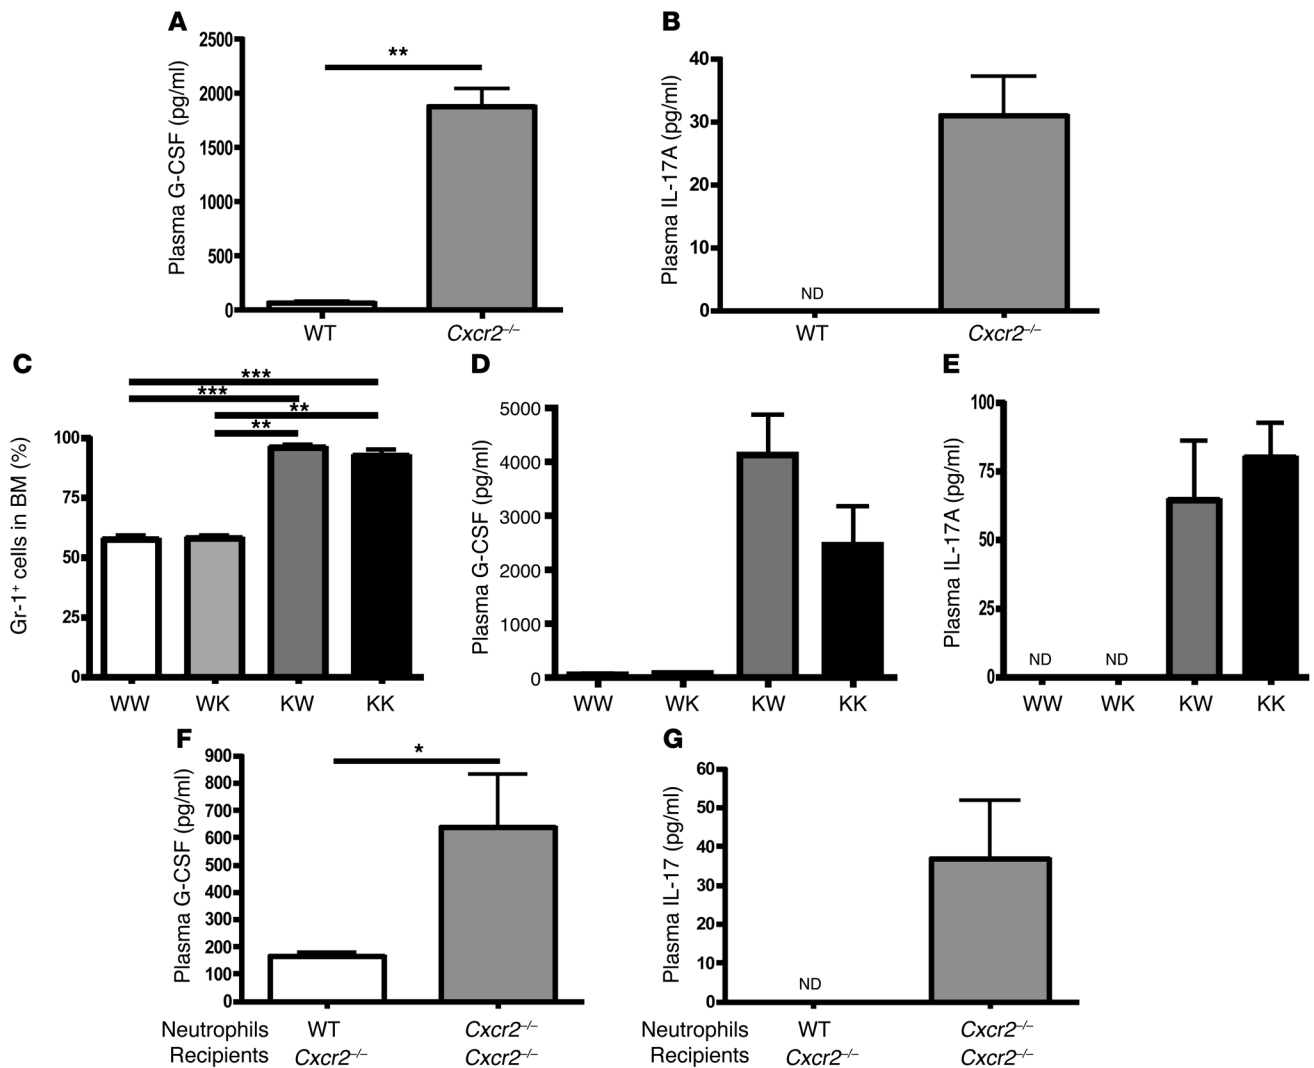 A
Plasma G-CSF (pg/ml)
2500
2000
1500
1000
500
0
**
WT
Cxcr2–/–
B
Plasma IL-17A (pg/ml)
40
30
20
10
0
ND
WT
Cxcr2–/–
C
Gr-1+ cells in BM (%)
100
75
50
25
0
***
***
**
**
WW
WK
KW
KK
D
Plasma G-CSF (pg/ml)
5000
4000
3000
2000
1000
0
WW
WK
KW
KK
E
Plasma IL-17A (pg/ml)
100
75
50
25
0
ND
ND
WW
WK
KW
KK
F
Plasma G-CSF (pg/ml)
900
800
700
600
500
400
300
200
100
0
*
Neutrophils WT Cxcr2–/–
Recipients Cxcr2–/– Cxcr2–/–
G
Plasma IL-17 (pg/ml)
60
50
40
30
20
10
0
ND
Neutrophils WT Cxcr2–/–
Recipients Cxcr2–/– Cxcr2–/–